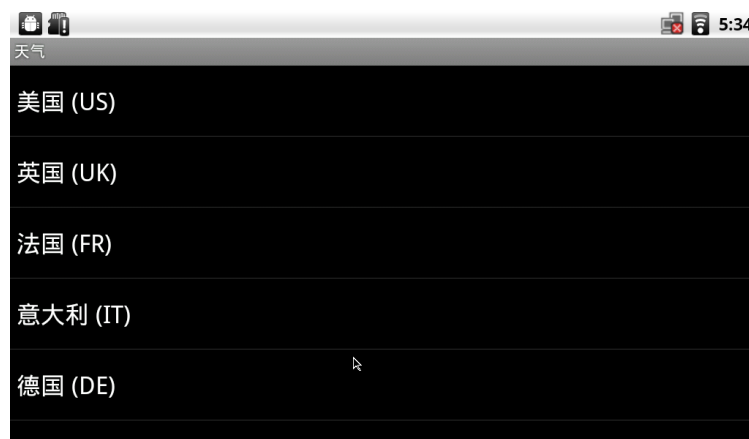 5:34
天气
美国 (US)
英国 (UK)
法国 (FR)
意大利 (IT)
德国 (DE)